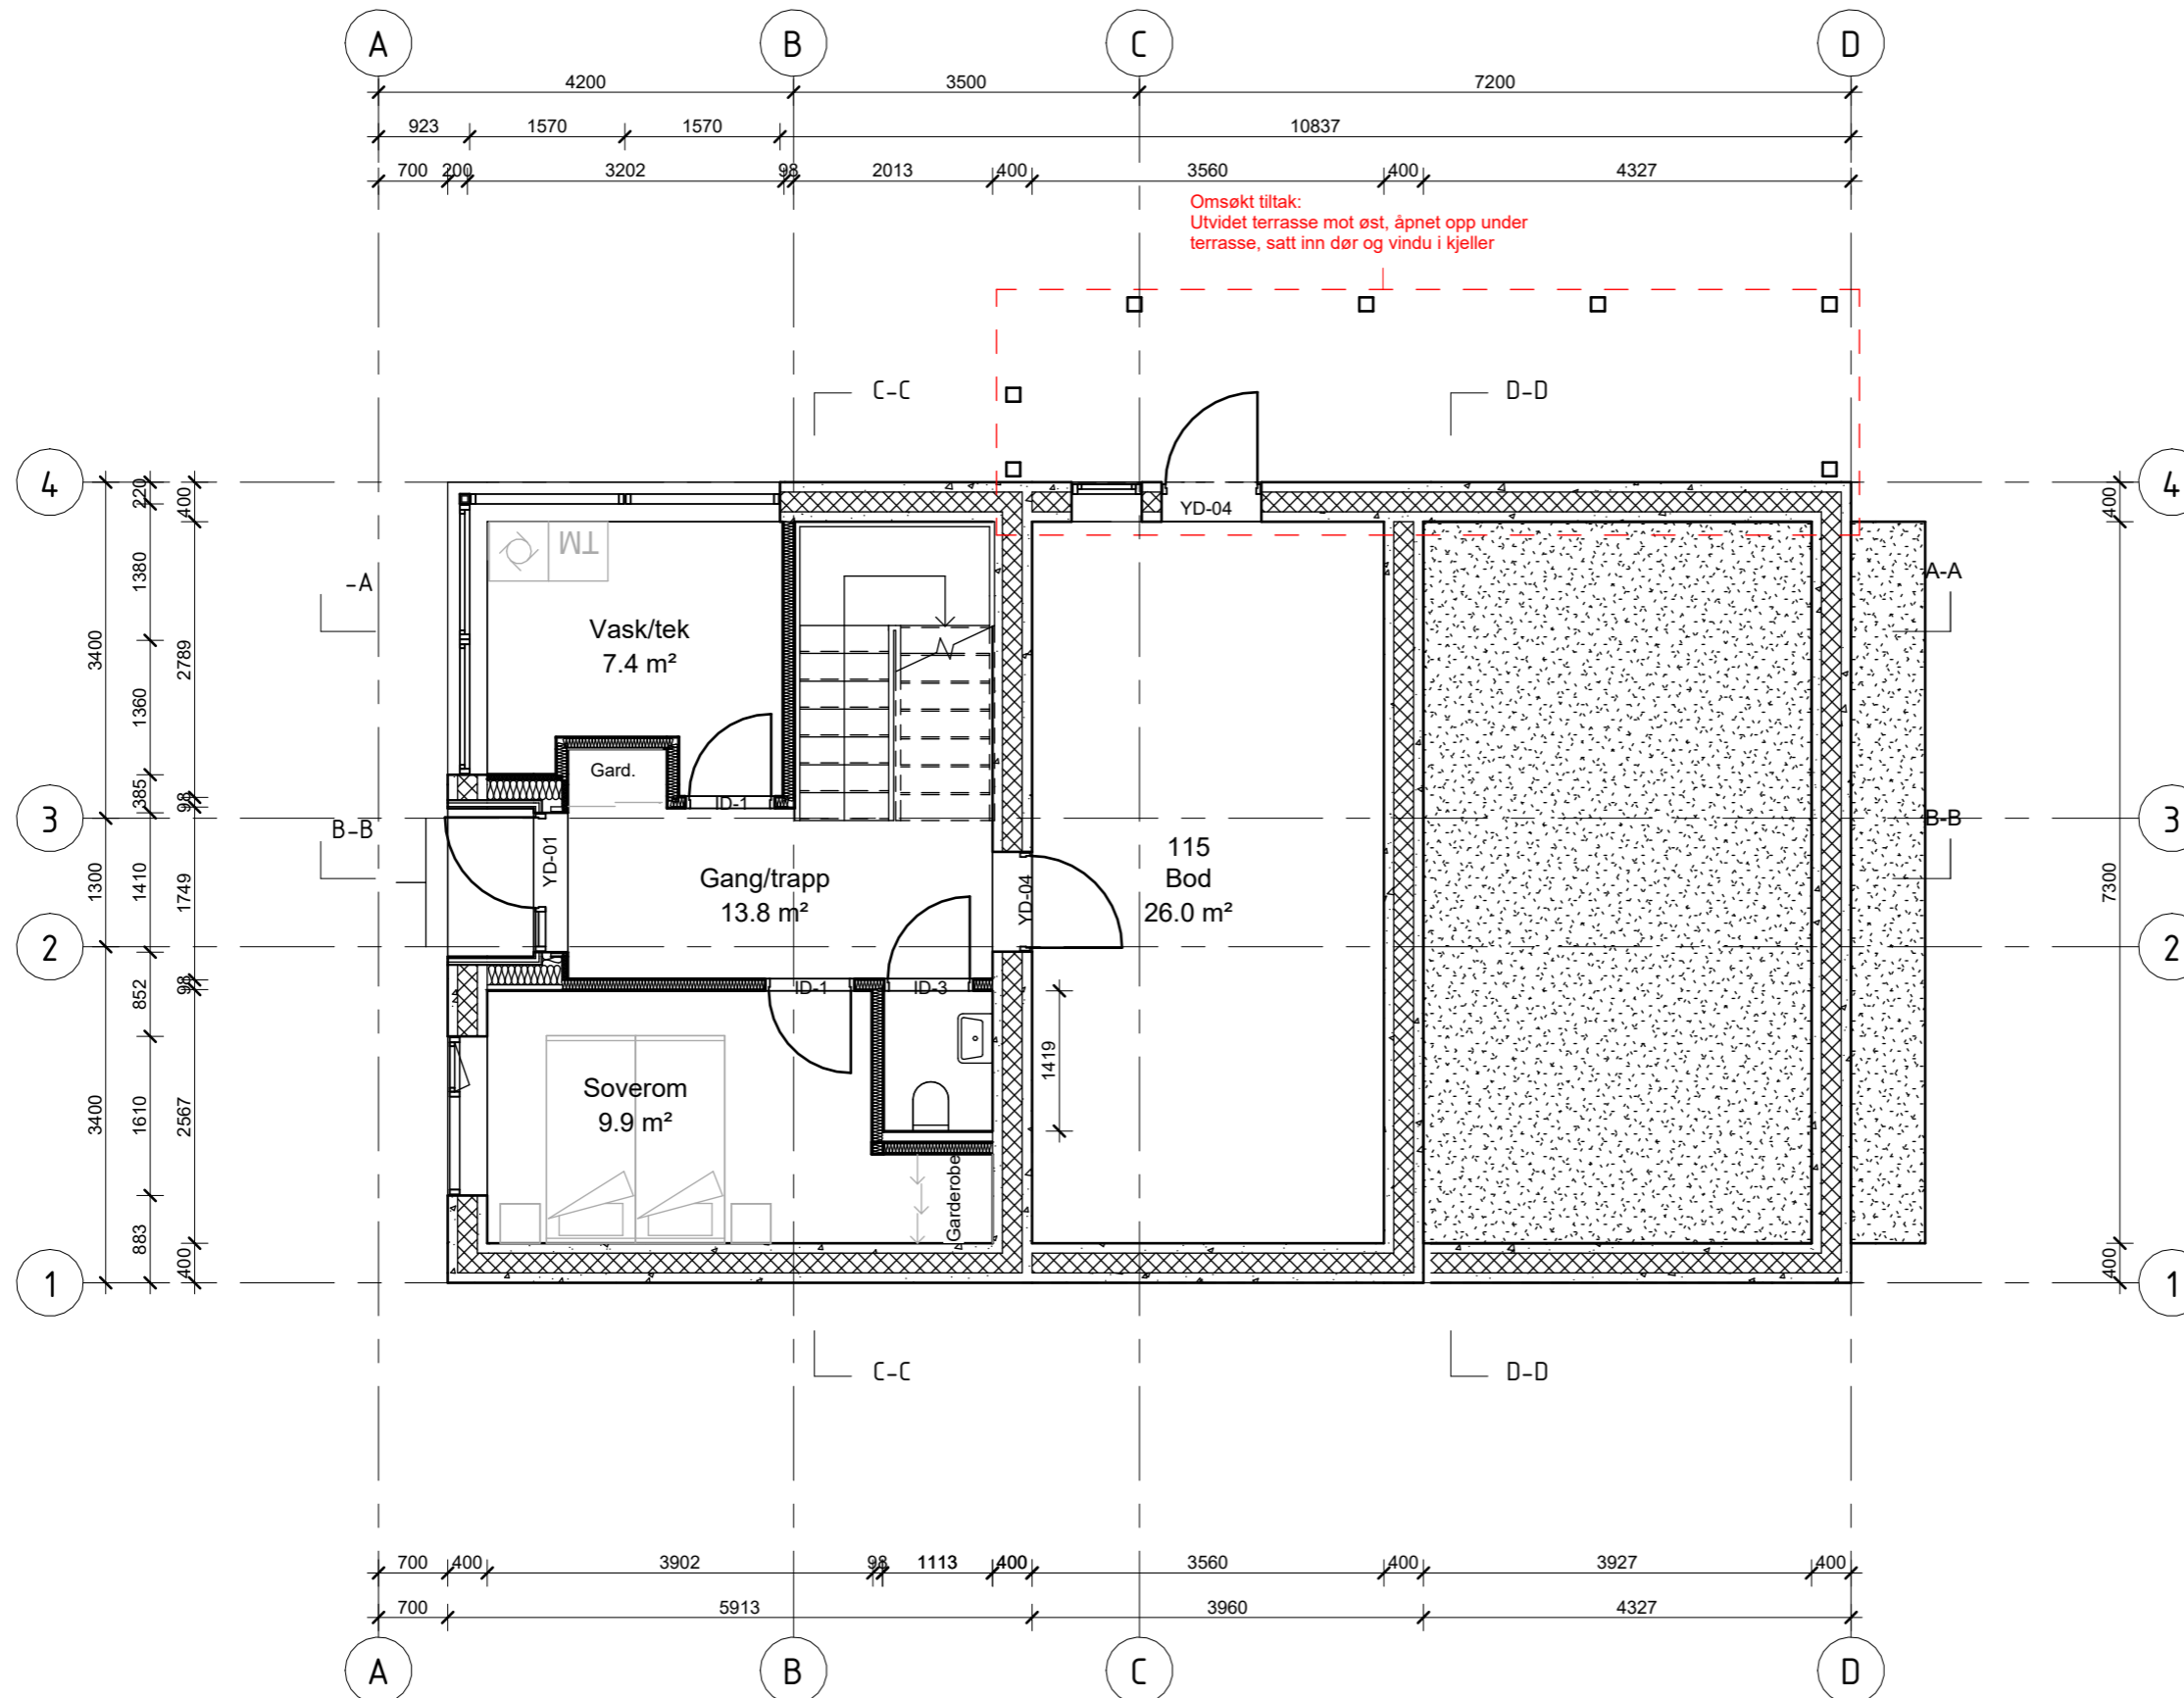 A B C D
4200 3500 7200
923 1570 1570 10837
700 200 3202 98 2013 400 3560 400 4327
Omsøkt tiltak:
Utvidet terrasse mot øst, åpnet opp under
terrasse, satt inn dør og vindu i kjeller
C-C D-D
4 4
220 400 400
YD-04
TM
1380
-A A-A
Vask/tek
7.4 m²
3400 2789
1360
Gard.
385 98 ID-1
3 3
B-B B-B
YD-01
115
Gang/trapp Bod
13.8 m² 26.0 m²
1300 1410 1749 YD-04 7300
2 2
852 98 ID-1 ID-3
1419
Soverom
9.9 m²
3400 1610 2567
Garderobe
883 400 400
1 1
C-C D-D
700 400 3902 98 1113 400 3560 400 3927 400
700 5913 3960 4327
A B C D